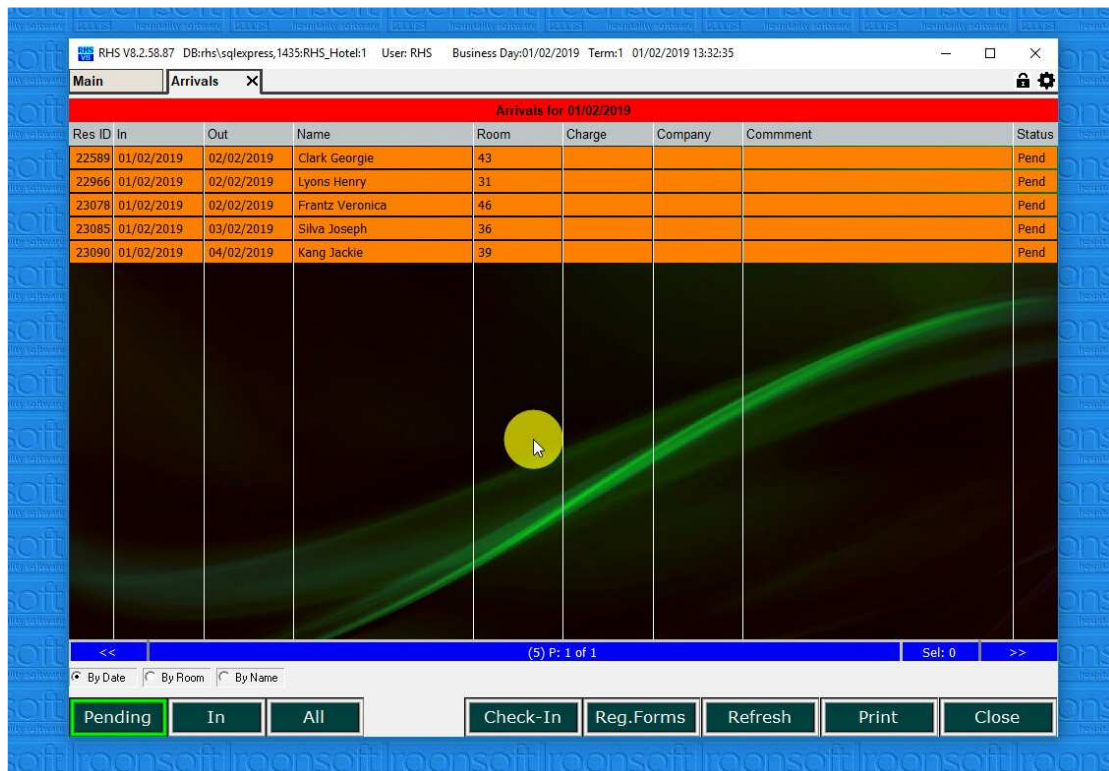 RHS V8.2.58.87 DB:rhs\sqlexpress,1435:RHS_Hotel:1 User: RHS Business Day:01/02/2019 Term:1 01/02/2019 13:32:35
Main Arrivals X
Arrivals for 01/02/2019
Res ID In Out Name Room Charge Company Commment Status
22589 01/02/2019 02/02/2019 Clark Georgie 43 Pend
22966 01/02/2019 02/02/2019 Lyons Henry 31 Pend
23078 01/02/2019 02/02/2019 Frantz Veronica 46 Pend
23085 01/02/2019 03/02/2019 Silva Joseph 36 Pend
23090 01/02/2019 04/02/2019 Kang Jackie 39 Pend
<< (5) P: 1 of 1 Sel: 0 >>
By Date By Room By Name
Pending In All Check-In Reg.Forms Refresh Print Close